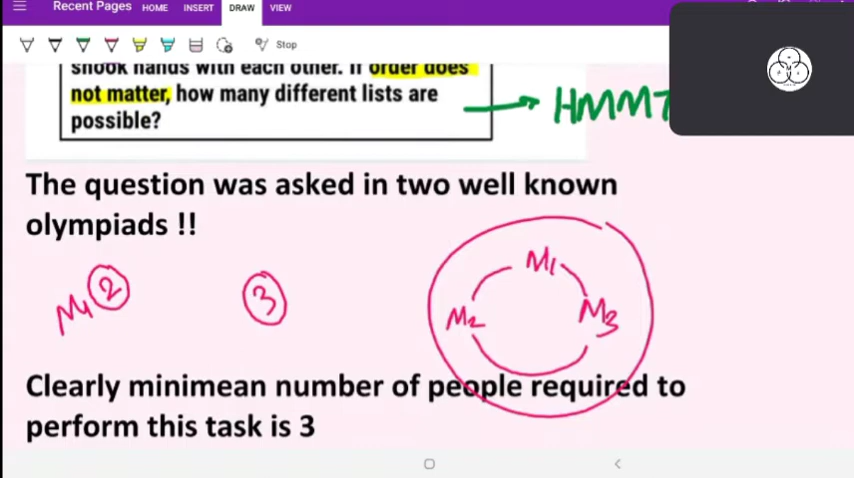 Recent Pages HOME INSERT DRAW VIEW
Stop
shook hands with each other. If order does
not matter, how many different lists are
possible?
HMMT
The question was asked in two well known
olympiads !!
M1
2
3
M1
M2
M3
Clearly minimean number of people required to
perform this task is 3